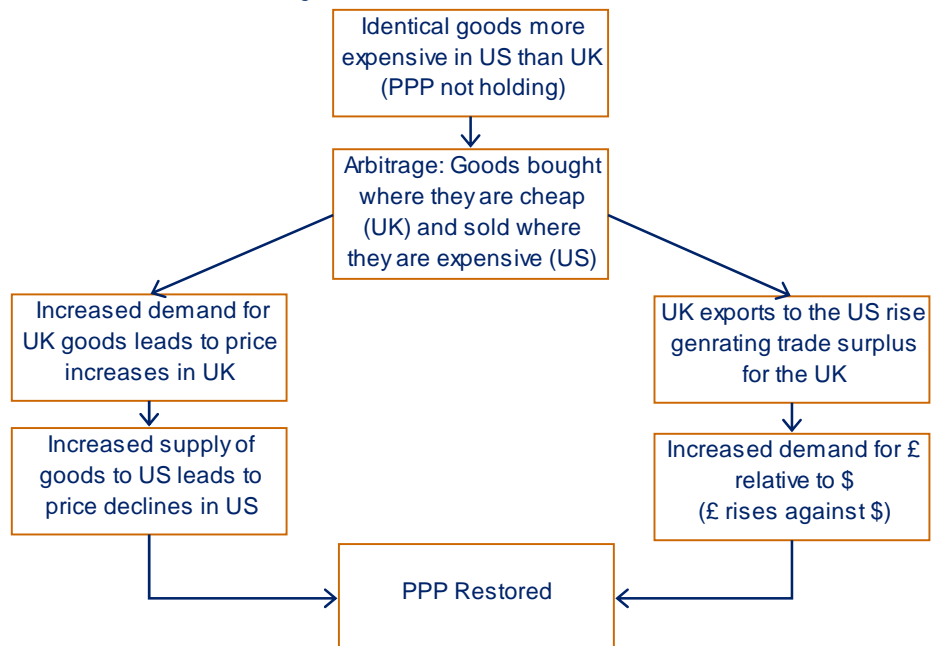 Identical goods more
expensive in US than UK
(PPP not holding)
Arbitrage: Goods bought
where they are cheap
(UK) and sold where
they are expensive (US)
Increased demand for
UK goods leads to price
increases in UK
UK exports to the US rise
genrating trade surplus
for the UK
Increased supply of
goods to US leads to
price declines in US
Increased demand for £
relative to $
(£ rises against $)
PPP Restored